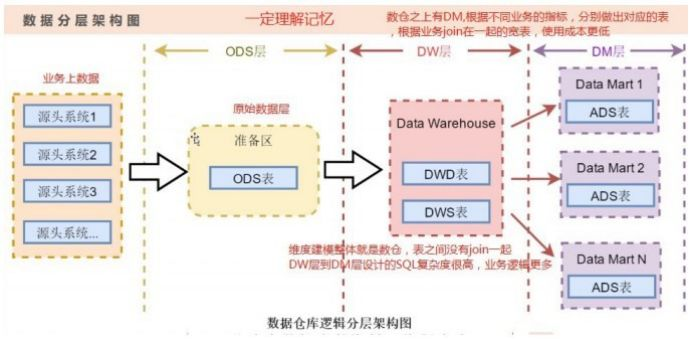 数据分层架构图
一定理解记忆
数仓之上有DM,根据不同业务的指标，分别做出对应的表
，根据业务join在一起的宽表，使用成本更低
ODS层
DW层
DM层
业务上数据
源头系统1
源头系统2
源头系统3
源头系统...
原始数据层
准备区
ODS表
Data Warehouse
DWD表
DWS表
Data Mart 1
ADS表
Data Mart 2
ADS表
Data Mart N
ADS表
维度建模整体就是数仓，表之间没有join一起
DW层到DM层设计的SQL复杂度很高，业务逻辑更多
数据仓库逻辑分层架构图